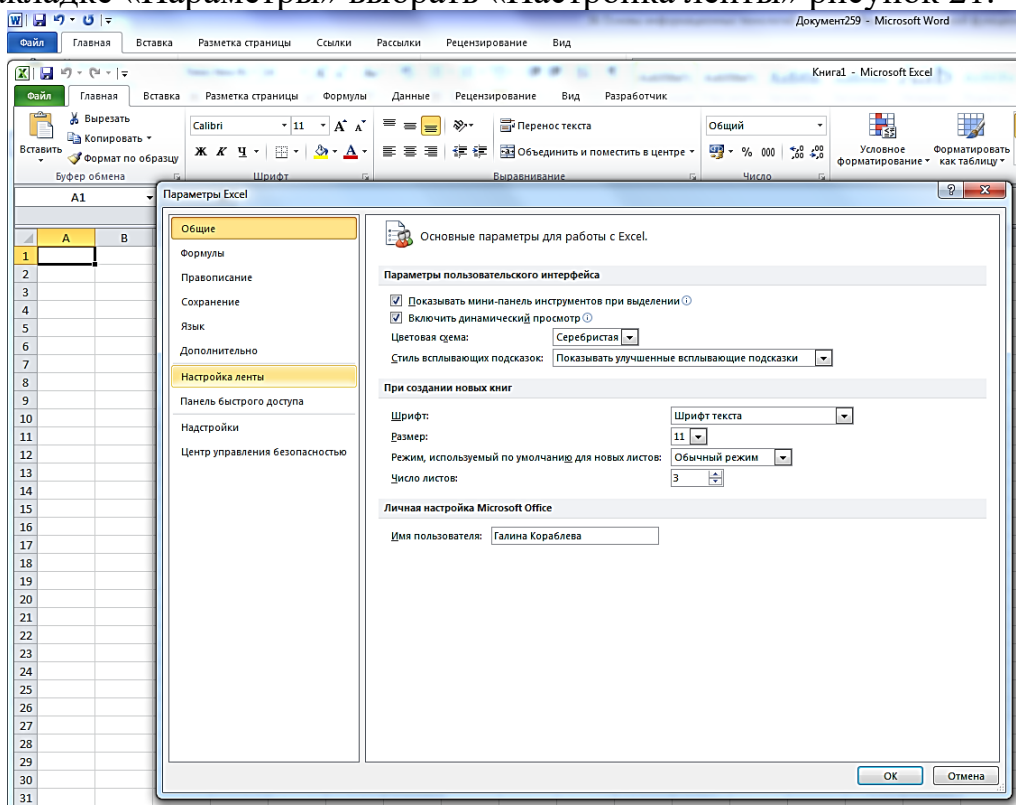 кладке «Параметры» выбрать «Настройка ленты» рисунок 21.
Документ259 - Microsoft Word
Файл Главная Вставка Разметка страницы Ссылки Рассылки Рецензирование Вид
Книга1 - Microsoft Excel
Файл Главная Вставка Разметка страницы Формулы Данные Рецензирование Вид Разработчик
Вставить
Вырезать
Копировать
Формат по образцу
Буфер обмена
Calibri 11
Ж К Ч
Шрифт
Перенос текста
Объединить и поместить в центре
Выравнивание
Общий
% 000
Число
Условное форматирование
Форматировать как таблицу
A1
Параметры Excel
A B
1
2
3
4
5
6
7
8
9
10
11
12
13
14
15
16
17
18
19
20
21
22
23
24
25
26
27
28
29
30
31
Общие
Формулы
Правописание
Сохранение
Язык
Дополнительно
Настройка ленты
Панель быстрого доступа
Надстройки
Центр управления безопасностью
Основные параметры для работы с Excel.
Параметры пользовательского интерфейса
Показывать мини-панель инструментов при выделении
Включить динамический просмотр
Цветовая схема: Серебристая
Стиль всплывающих подсказок: Показывать улучшенные всплывающие подсказки
При создании новых книг
Шрифт: Шрифт текста
Размер: 11
Режим, используемый по умолчанию для новых листов: Обычный режим
Число листов: 3
Личная настройка Microsoft Office
Имя пользователя: Галина Кораблева
ОК Отмена